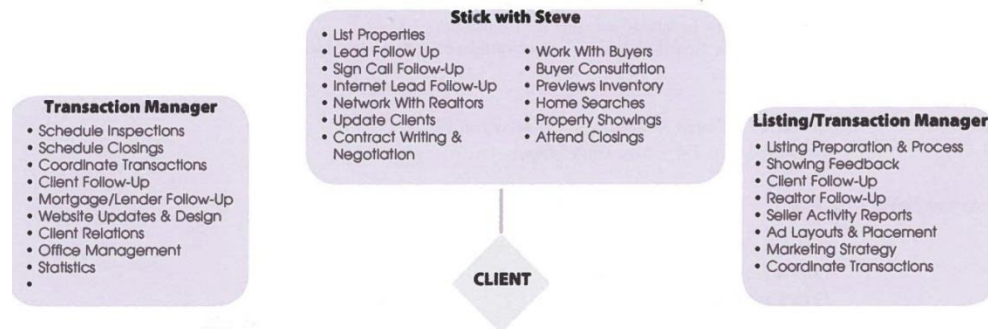 Stick with Steve
• List Properties
• Lead Follow Up
• Sign Call Follow-Up
• Internet Lead Follow-Up
• Network With Realtors
• Update Clients
• Contract Writing &
Negotiation
• Work With Buyers
• Buyer Consultation
• Previews Inventory
• Home Searches
• Property Showings
• Attend Closings
Transaction Manager
• Schedule Inspections
• Schedule Closings
• Coordinate Transactions
• Client Follow-Up
• Mortgage/Lender Follow-Up
• Website Updates & Design
• Client Relations
• Office Management
• Statistics
•
Listing/Transaction Manager
• Listing Preparation & Process
• Showing Feedback
• Client Follow-Up
• Realtor Follow-Up
• Seller Activity Reports
• Ad Layouts & Placement
• Marketing Strategy
• Coordinate Transactions
CLIENT